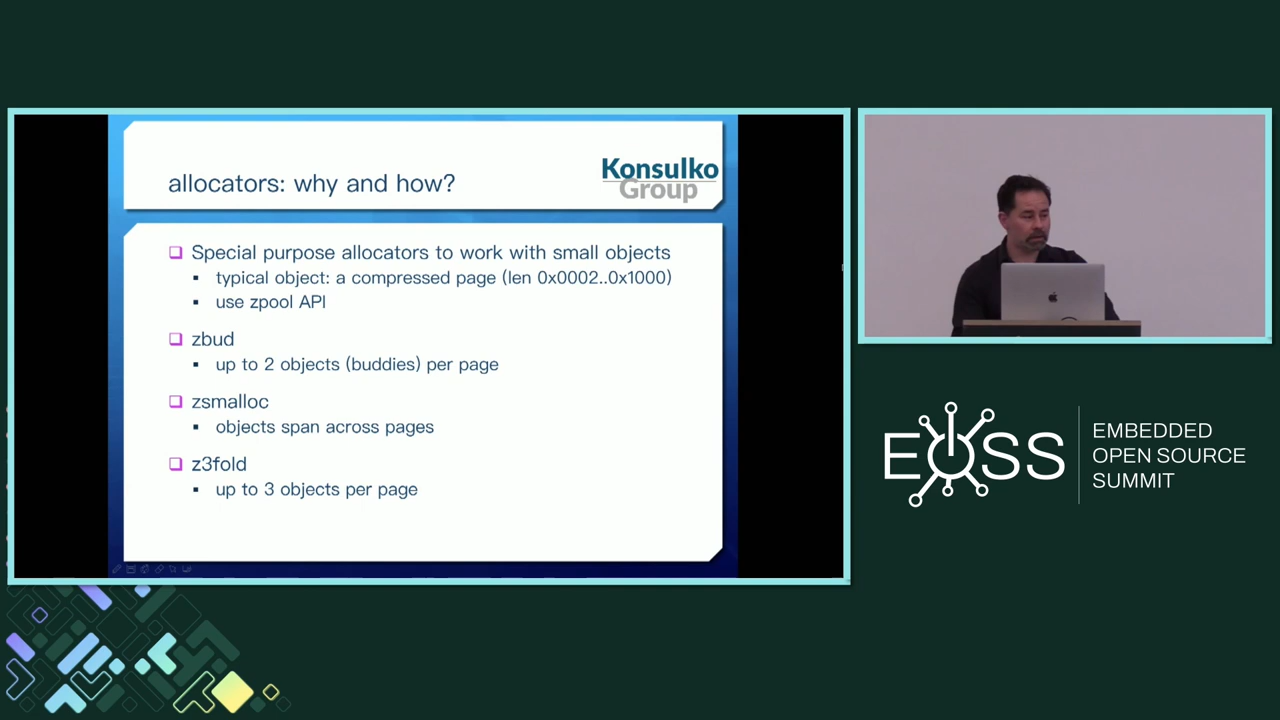 allocators: why and how?
Konsulko
Group
Special purpose allocators to work with small objects
typical object: a compressed page (len 0x0002..0x1000)
use zpool API
zbud
up to 2 objects (buddies) per page
zsmalloc
objects span across pages
z3fold
up to 3 objects per page
EOSS
EMBEDDED
OPEN SOURCE
SUMMIT